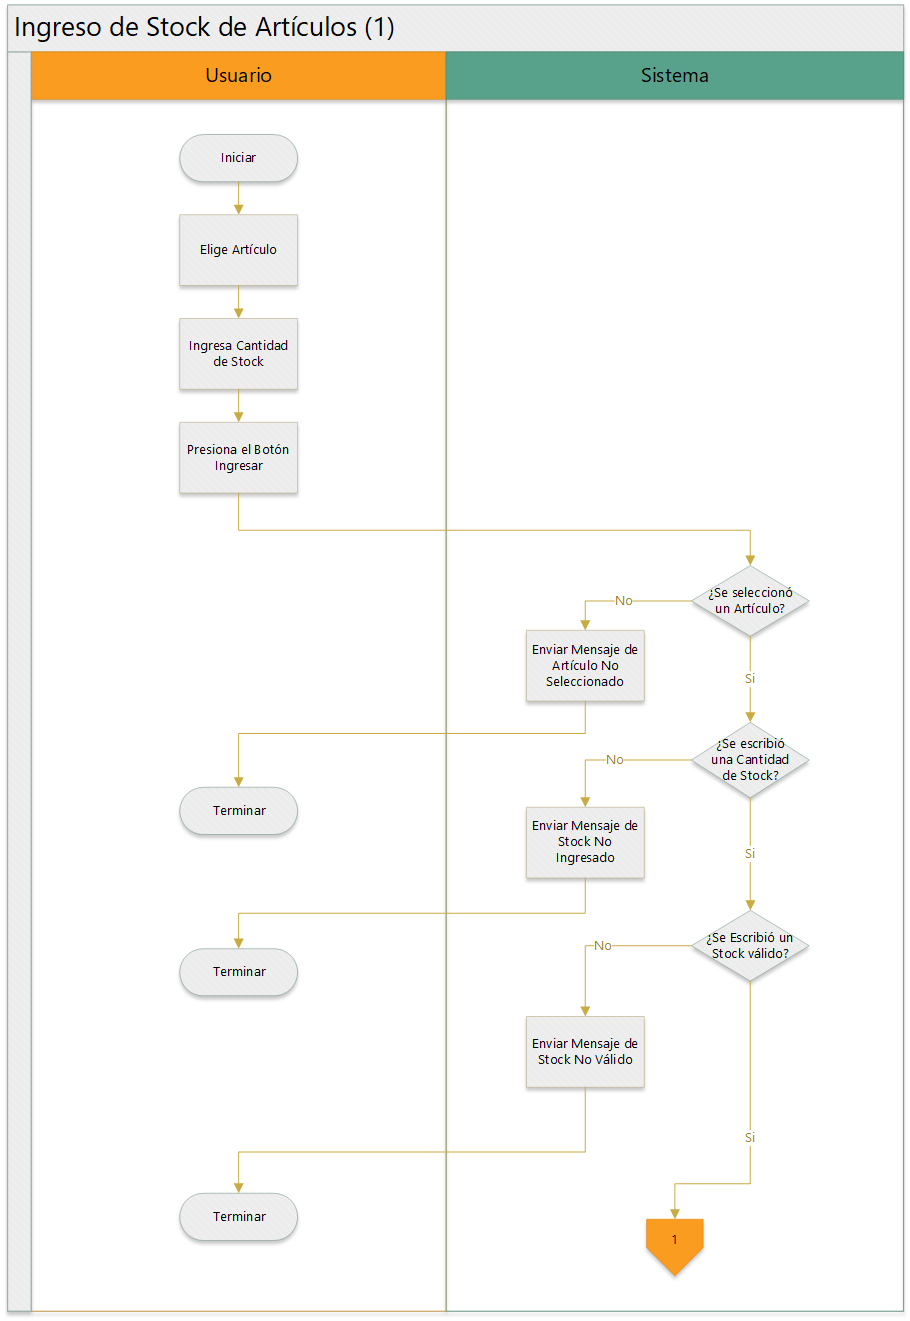 Ingreso de Stock de Artículos (1)
Usuario
Sistema
Iniciar
Elige Artículo
Ingresa Cantidad
de Stock
Presiona el Botón
Ingresar
¿Se seleccionó
un Artículo?
No
Enviar Mensaje de
Artículo No
Seleccionado
Si
Terminar
¿Se escribió
una Cantidad
de Stock?
No
Enviar Mensaje de
Stock No
Ingresado
Si
Terminar
¿Se Escribió un
Stock válido?
No
Enviar Mensaje de
Stock No Válido
Si
Terminar
1